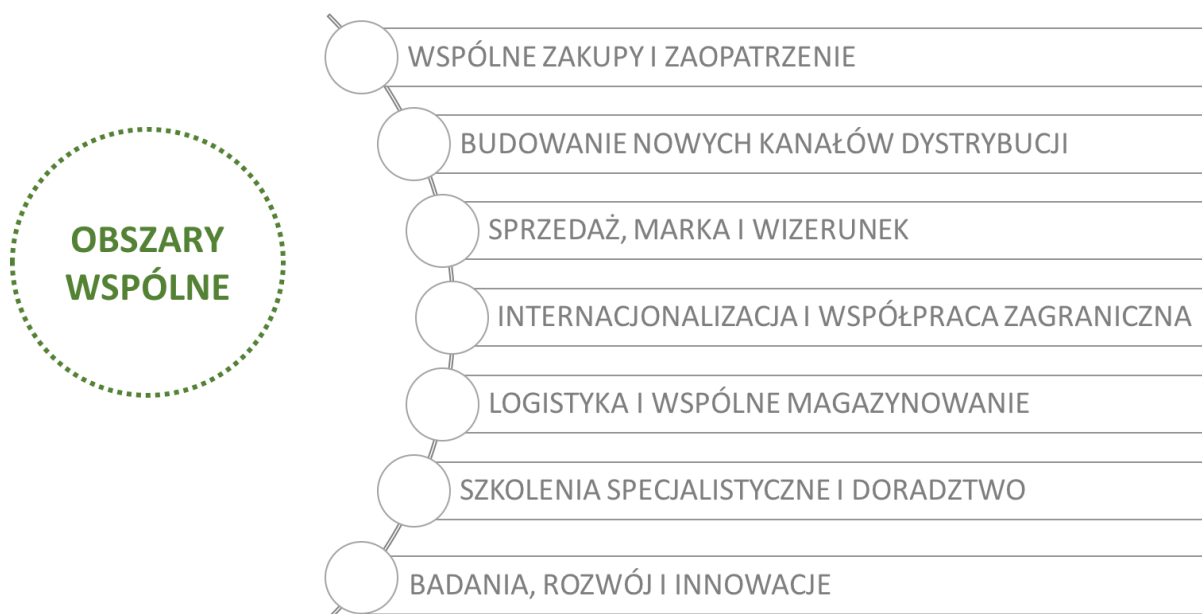 OBSZARY
WSPÓLNE
WSPÓLNE ZAKUPY I ZAOPATRZENIE
BUDOWANIE NOWYCH KANAŁÓW DYSTRYBUCJI
SPRZEDAŻ, MARKA I WIZERUNEK
INTERNACJONALIZACJA I WSPÓŁPRACA ZAGRANICZNA
LOGISTYKA I WSPÓLNE MAGAZYNOWANIE
SZKOLENIA SPECJALISTYCZNE I DORADZTWO
BADANIA, ROZWÓJ I INNOWACJE